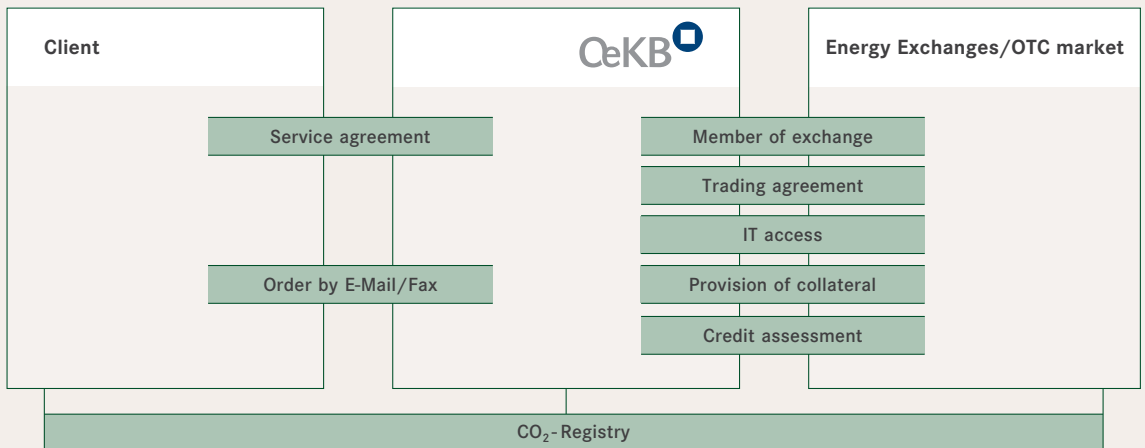 Client
OeKB
Energy Exchanges/OTC market
Service agreement
Member of exchange
Trading agreement
IT access
Order by E-Mail/Fax
Provision of collateral
Credit assessment
CO₂-Registry